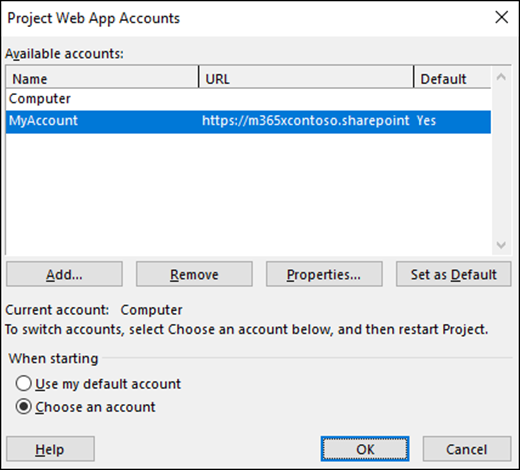 Project Web App Accounts
Available accounts:
Name URL Default
Computer
MyAccount https://m365xcontoso.sharepoint Yes
Add... Remove Properties... Set as Default
Current account: Computer
To switch accounts, select Choose an account below, and then restart Project.
When starting
Use my default account
Choose an account
Help OK Cancel